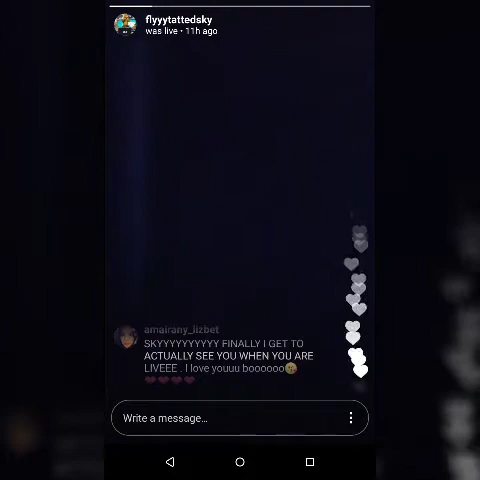 flyyytattedsky
was live • 11h ago
amairany_lizbet
SKYYYYYYYYYY FINALLY I GET TO
ACTUALLY SEE YOU WHEN YOU ARE
LIVEEE . I love youuu boooooo😘
💗💗💗💗
Write a message...